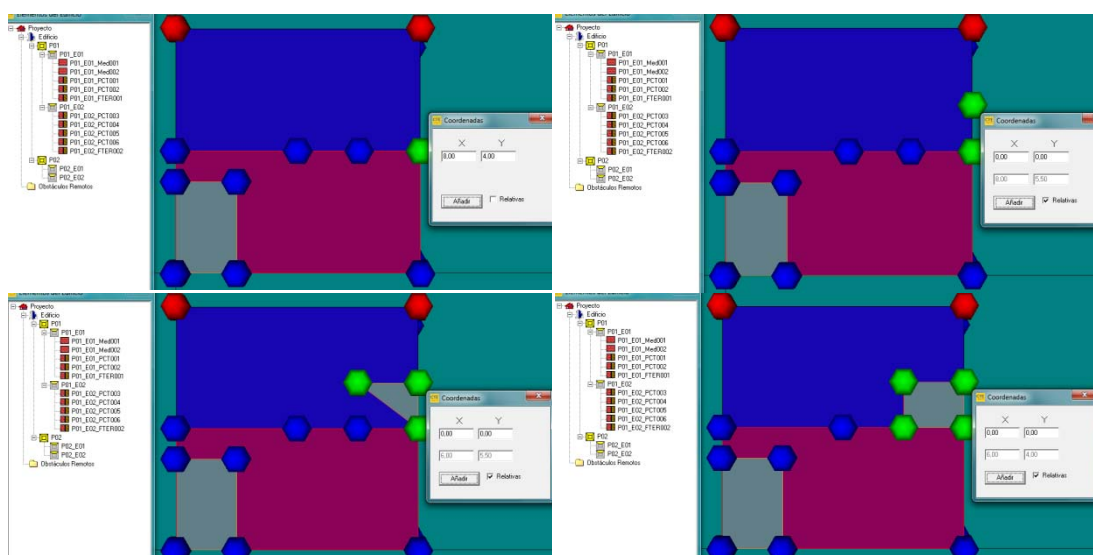 Elementos del Edificio
Proyecto
Edificio
P01
P01_E01
P01_E01_Med001
P01_E01_Med002
P01_E01_PCT001
P01_E01_PCT002
P01_E01_FTER001
P01_E02
P01_E02_PCT003
P01_E02_PCT004
P01_E02_PCT005
P01_E02_PCT006
P01_E02_FTER002
P02
P02_E01
P02_E02
Obstáculos Remotos
Coordenadas
X Y
8,00 4,00
Añadir Relativas
Proyecto
Edificio
P01
P01_E01
P01_E01_Med001
P01_E01_Med002
P01_E01_PCT001
P01_E01_PCT002
P01_E01_FTER001
P01_E02
P01_E02_PCT003
P01_E02_PCT004
P01_E02_PCT005
P01_E02_PCT006
P01_E02_FTER002
P02
P02_E01
P02_E02
Obstáculos Remotos
Coordenadas
X Y
0,00 0,00
8,00 5,50
Añadir Relativas
Proyecto
Edificio
P01
P01_E01
P01_E01_Med001
P01_E01_Med002
P01_E01_PCT001
P01_E01_PCT002
P01_E01_FTER001
P01_E02
P01_E02_PCT003
P01_E02_PCT004
P01_E02_PCT005
P01_E02_PCT006
P01_E02_FTER002
P02
P02_E01
P02_E02
Obstáculos Remotos
Coordenadas
X Y
0,00 0,00
6,00 5,50
Añadir Relativas
Proyecto
Edificio
P01
P01_E01
P01_E01_Med001
P01_E01_Med002
P01_E01_PCT001
P01_E01_PCT002
P01_E01_FTER001
P01_E02
P01_E02_PCT003
P01_E02_PCT004
P01_E02_PCT005
P01_E02_PCT006
P01_E02_FTER002
P02
P02_E01
P02_E02
Obstáculos Remotos
Coordenadas
X Y
0,00 0,00
6,00 4,00
Añadir Relativas